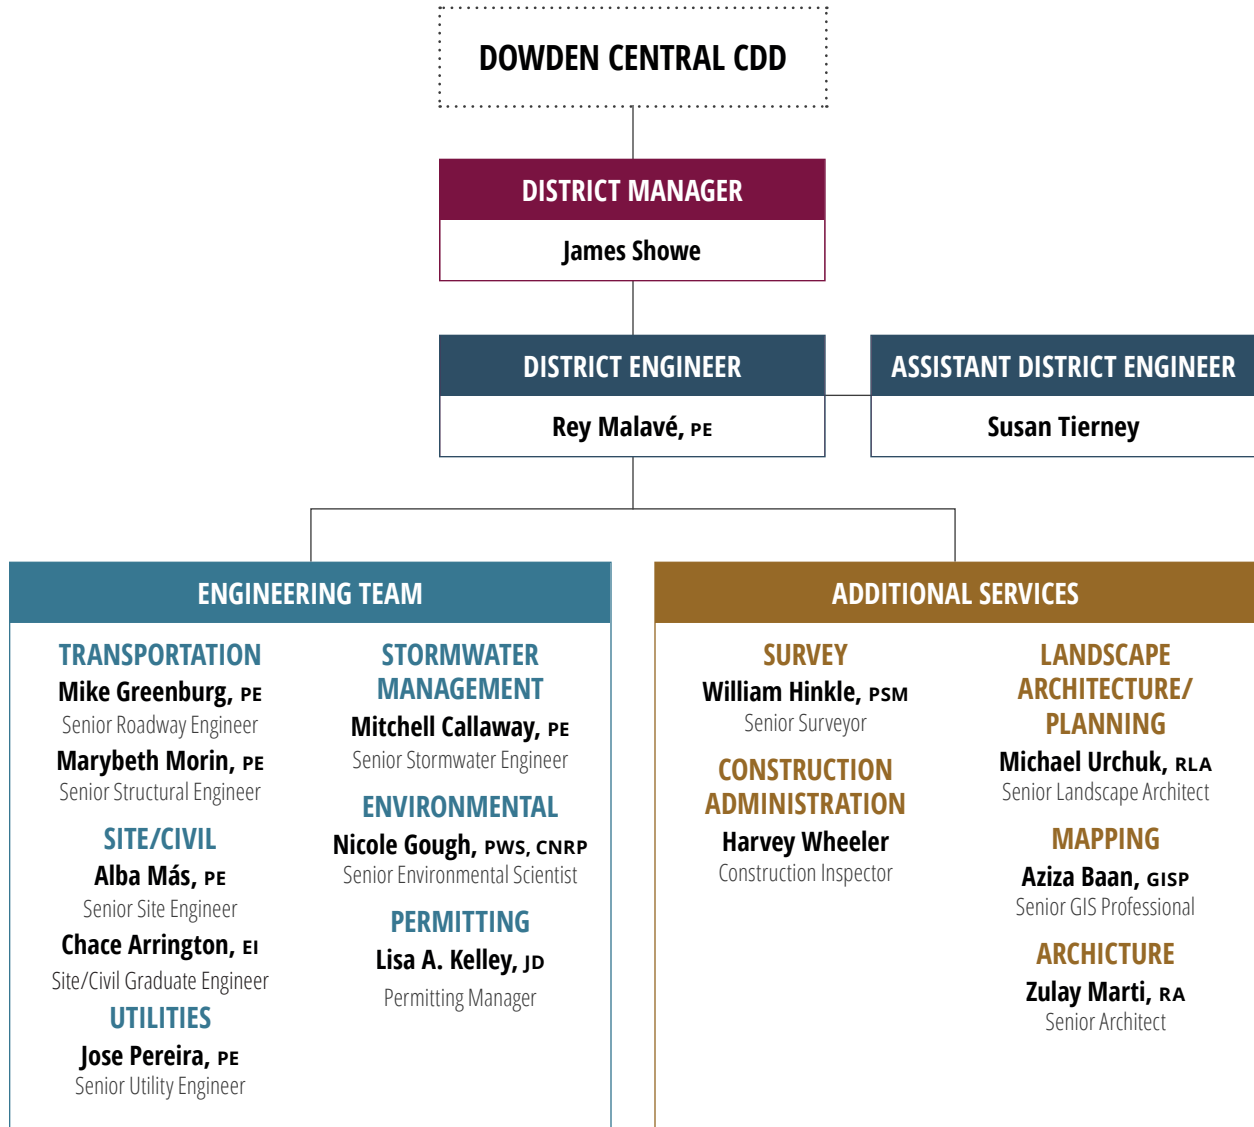 DOWDEN CENTRAL CDD
DISTRICT MANAGER
James Showe
DISTRICT ENGINEER
Rey Malavé, PE
ASSISTANT DISTRICT ENGINEER
Susan Tierney
ENGINEERING TEAM
TRANSPORTATION
Mike Greenburg, PE
Senior Roadway Engineer
Marybeth Morin, PE
Senior Structural Engineer
SITE/CIVIL
Alba Más, PE
Senior Site Engineer
Chace Arrington, EI
Site/Civil Graduate Engineer
UTILITIES
Jose Pereira, PE
Senior Utility Engineer
STORMWATER
MANAGEMENT
Mitchell Callaway, PE
Senior Stormwater Engineer
ENVIRONMENTAL
Nicole Gough, PWS, CNRP
Senior Environmental Scientist
PERMITTING
Lisa A. Kelley, JD
Permitting Manager
ADDITIONAL SERVICES
SURVEY
William Hinkle, PSM
Senior Surveyor
CONSTRUCTION
ADMINISTRATION
Harvey Wheeler
Construction Inspector
LANDSCAPE
ARCHITECTURE/
PLANNING
Michael Urchuk, RLA
Senior Landscape Architect
MAPPING
Aziza Baan, GISP
Senior GIS Professional
ARCHICTURE
Zulay Marti, RA
Senior Architect